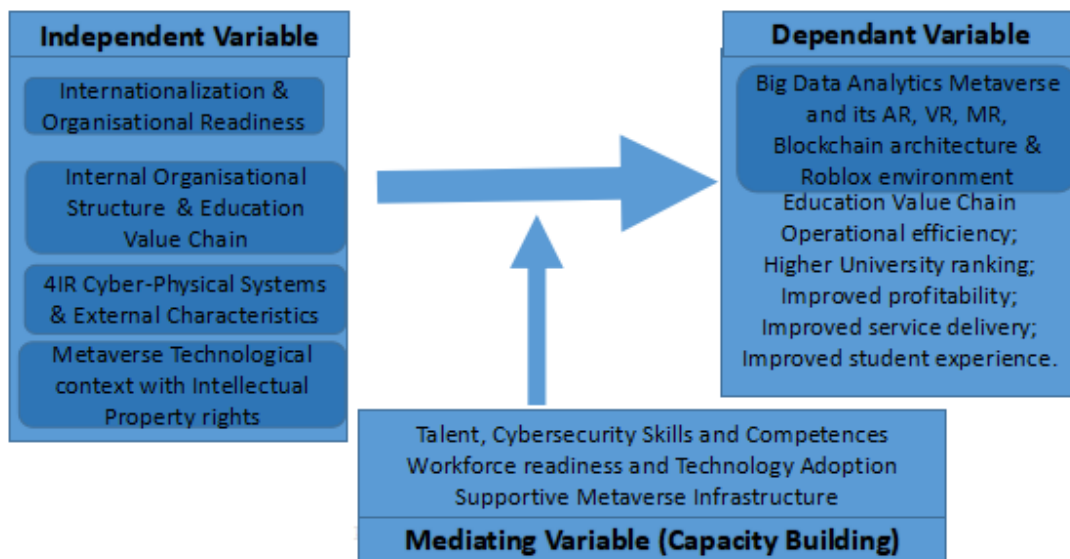 Independent Variable
Internationalization &
Organisational Readiness
Internal Organisational
Structure & Education
Value Chain
4IR Cyber-Physical Systems
& External Characteristics
Metaverse Technological
context with Intellectual
Property rights
Dependant Variable
Big Data Analytics Metaverse
and its AR, VR, MR,
Blockchain architecture &
Roblox environment
Education Value Chain
Operational efficiency;
Higher University ranking;
Improved profitability;
Improved service delivery;
Improved student experience.
Talent, Cybersecurity Skills and Competences
Workforce readiness and Technology Adoption
Supportive Metaverse Infrastructure
Mediating Variable (Capacity Building)